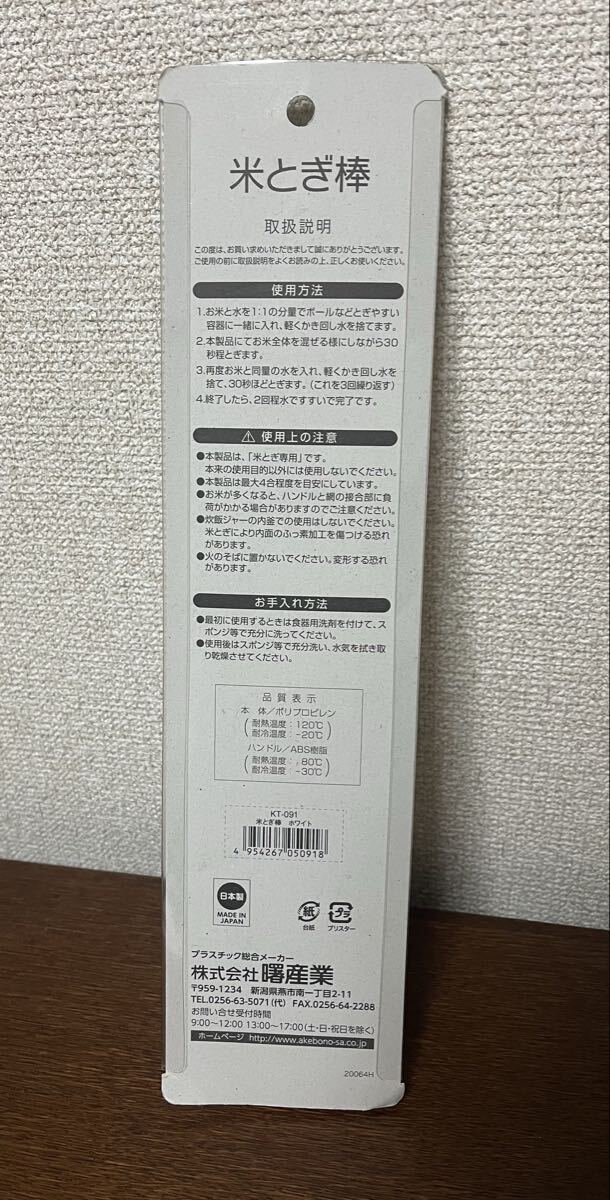 米とぎ棒
取扱説明
この度は、お買い求めいただきまして誠にありがとうございます。
ご使用の前に取扱説明をよくお読みの上、正しくお使いください。
使用方法
1.お米と水を1:1の分量でボールなどとぎやすい
容器に一緒に入れ、軽くかき回し水を捨てます。
2.本製品にてお米全体を混ぜる様にしながら30
秒程とぎます。
3.再度お米と同量の水を入れ、軽くかき回し水を
捨て、30秒ほどとぎます。(これを3回繰り返す)
4.終了したら、2回程水ですすいで完了です。
⚠ 使用上の注意
●本製品は、「米とぎ専用」です。
本来の使用目的以外には使用しないでください。
●本製品は最大4合程度を目安にしています。
●お米が多くなると、ハンドルと網の接合部に負
荷がかかる場合がありますのでご注意ください。
●炊飯ジャーの内釜での使用はしないでください。
米とぎにより内面のふっ素加工を傷つける恐れ
があります。
●火のそばに置かないでください。変形する恐れ
があります。
お手入れ方法
●最初に使用するときは食器用洗剤を付けて、ス
ポンジ等で充分に洗ってください。
●使用後はスポンジ等で充分洗い、水気を拭き取
り乾燥させてください。
品質表示
本 体/ポリプロピレン
(耐熱温度:120℃
耐冷温度:-20℃)
ハンドル/ABS樹脂
(耐熱温度:80℃
耐冷温度:-30℃)
KT-091
米とぎ棒 ホワイト
4 954267 050918
日本製
MADE IN
JAPAN
紙
台紙
プラ
ブリスター
プラスチック総合メーカー
株式会社 曙産業
〒959-1234 新潟県燕市南一丁目2-11
TEL.0256-63-5071(代) FAX.0256-64-2288
お問い合せ受付時間
9:00~12:00 13:00~17:00(土・日・祝日を除く)
ホームページ http://www.akebono-sa.co.jp
20064H